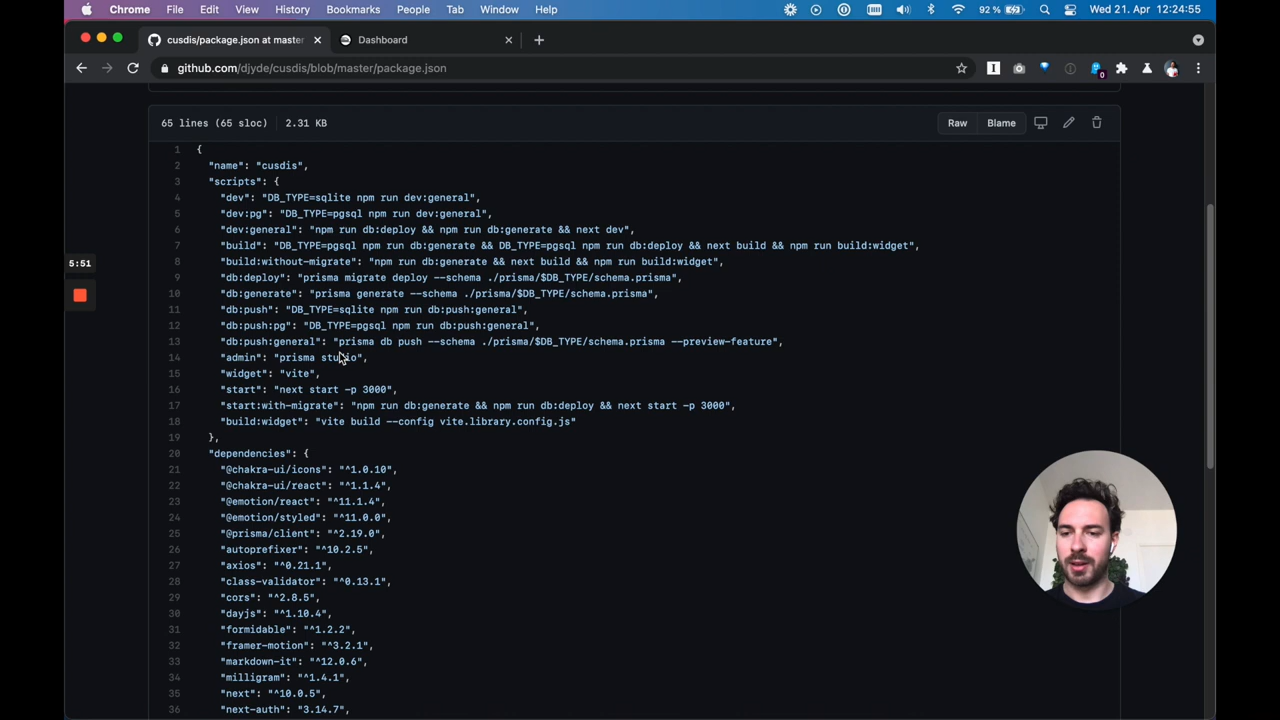 Chrome File Edit View History Bookmarks People Tab Window Help 92 % Wed 21. Apr 12:24:55
cusdis/package.json at master Dashboard
github.com/djyde/cusdis/blob/master/package.json
0
65 lines (65 sloc) 2.31 KB Raw Blame
1 {
2 "name": "cusdis",
3 "scripts": {
4 "dev": "DB_TYPE=sqlite npm run dev:general",
5 "dev:pg": "DB_TYPE=pgsql npm run dev:general",
6 "dev:general": "npm run db:deploy && npm run db:generate && next dev",
7 "build": "DB_TYPE=pgsql npm run db:generate && DB_TYPE=pgsql npm run db:deploy && next build && npm run build:widget",
8 "build:without-migrate": "npm run db:generate && next build && npm run build:widget",
9 "db:deploy": "prisma migrate deploy --schema ./prisma/$DB_TYPE/schema.prisma",
10 "db:generate": "prisma generate --schema ./prisma/$DB_TYPE/schema.prisma",
11 "db:push": "DB_TYPE=sqlite npm run db:push:general",
12 "db:push:pg": "DB_TYPE=pgsql npm run db:push:general",
13 "db:push:general": "prisma db push --schema ./prisma/$DB_TYPE/schema.prisma --preview-feature",
14 "admin": "prisma studio",
15 "widget": "vite",
16 "start": "next start -p 3000",
17 "start:with-migrate": "npm run db:generate && npm run db:deploy && next start -p 3000",
18 "build:widget": "vite build --config vite.library.config.js"
19 },
20 "dependencies": {
21 "@chakra-ui/icons": "^1.0.10",
22 "@chakra-ui/react": "^1.1.4",
23 "@emotion/react": "^11.1.4",
24 "@emotion/styled": "^11.0.0",
25 "@prisma/client": "^2.19.0",
26 "autoprefixer": "^10.2.5",
27 "axios": "^0.21.1",
28 "class-validator": "^0.13.1",
29 "cors": "^2.8.5",
30 "dayjs": "^1.10.4",
31 "formidable": "^1.2.2",
32 "framer-motion": "^3.2.1",
33 "markdown-it": "^12.0.6",
34 "milligram": "^1.4.1",
35 "next": "^10.0.5",
36 "next-auth": "3.14.7",
5:51